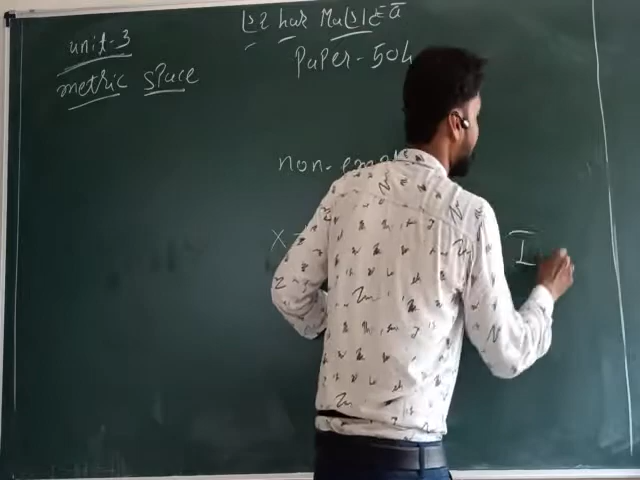 unit-3
metric space
Paper-504
non-empt
X
I